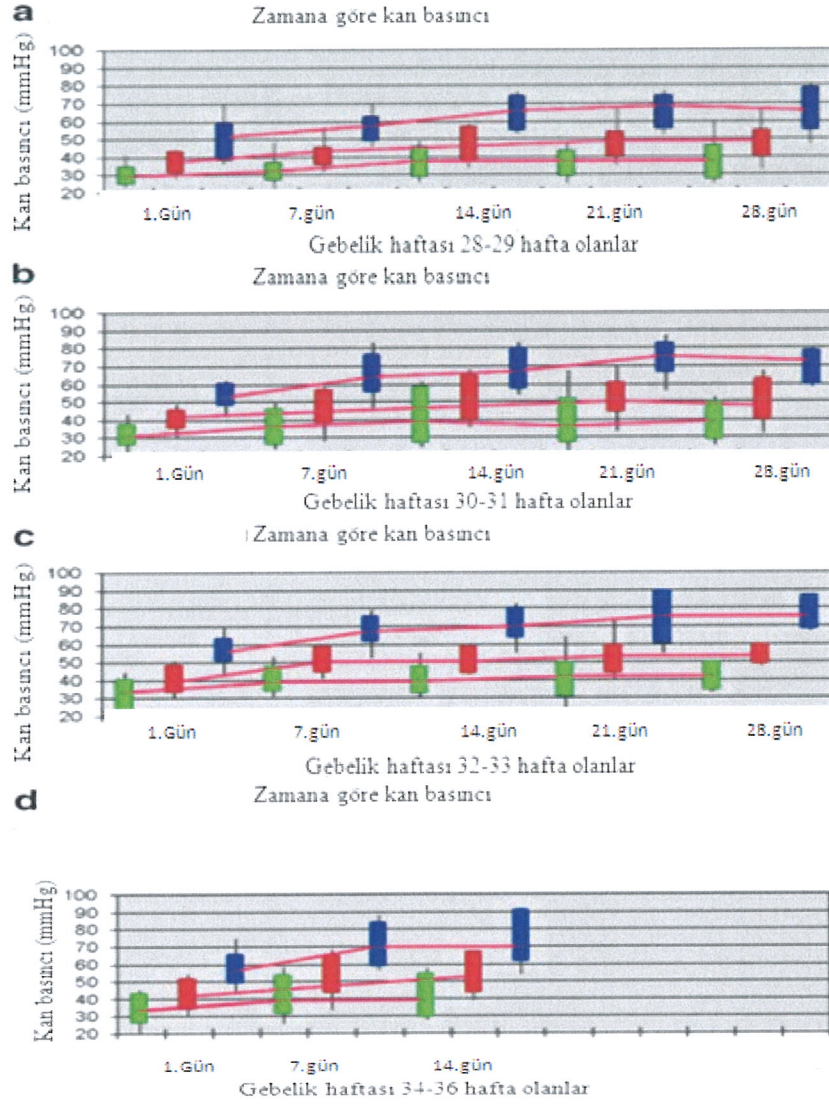 a
Zamana göre kan basıncı
Kan basıncı (mmHg)
100
90
80
70
60
50
40
30
20
1.Gün 7.gün 14.gün 21.gün 28.gün
Gebelik haftası 28-29 hafta olanlar
b
Zamana göre kan basıncı
Kan basıncı (mmHg)
100
90
80
70
60
50
40
30
20
1.Gün 7.gün 14.gün 21.gün 28.gün
Gebelik haftası 30-31 hafta olanlar
c
Zamana göre kan basıncı
Kan basıncı (mmHg)
100
90
80
70
60
50
40
30
20
1.Gün 7.gün 14.gün 21.gün 28.gün
Gebelik haftası 32-33 hafta olanlar
d
Zamana göre kan basıncı
Kan basıncı (mmHg)
100
90
80
70
60
50
40
30
20
1.Gün 7.gün 14.gün
Gebelik haftası 34-36 hafta olanlar